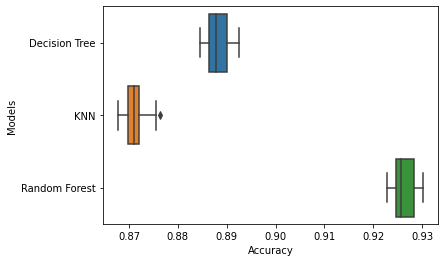 Decision Tree
KNN
Random Forest
Models
0.87 0.88 0.89 0.90 0.91 0.92 0.93
Accuracy